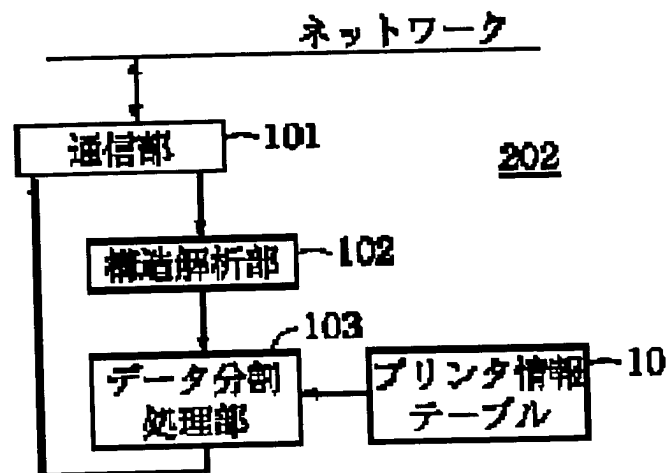 ネットワーク
通信部
101
202
構造解析部
102
103
データ分割
処理部
プリンタ情報
テーブル
10